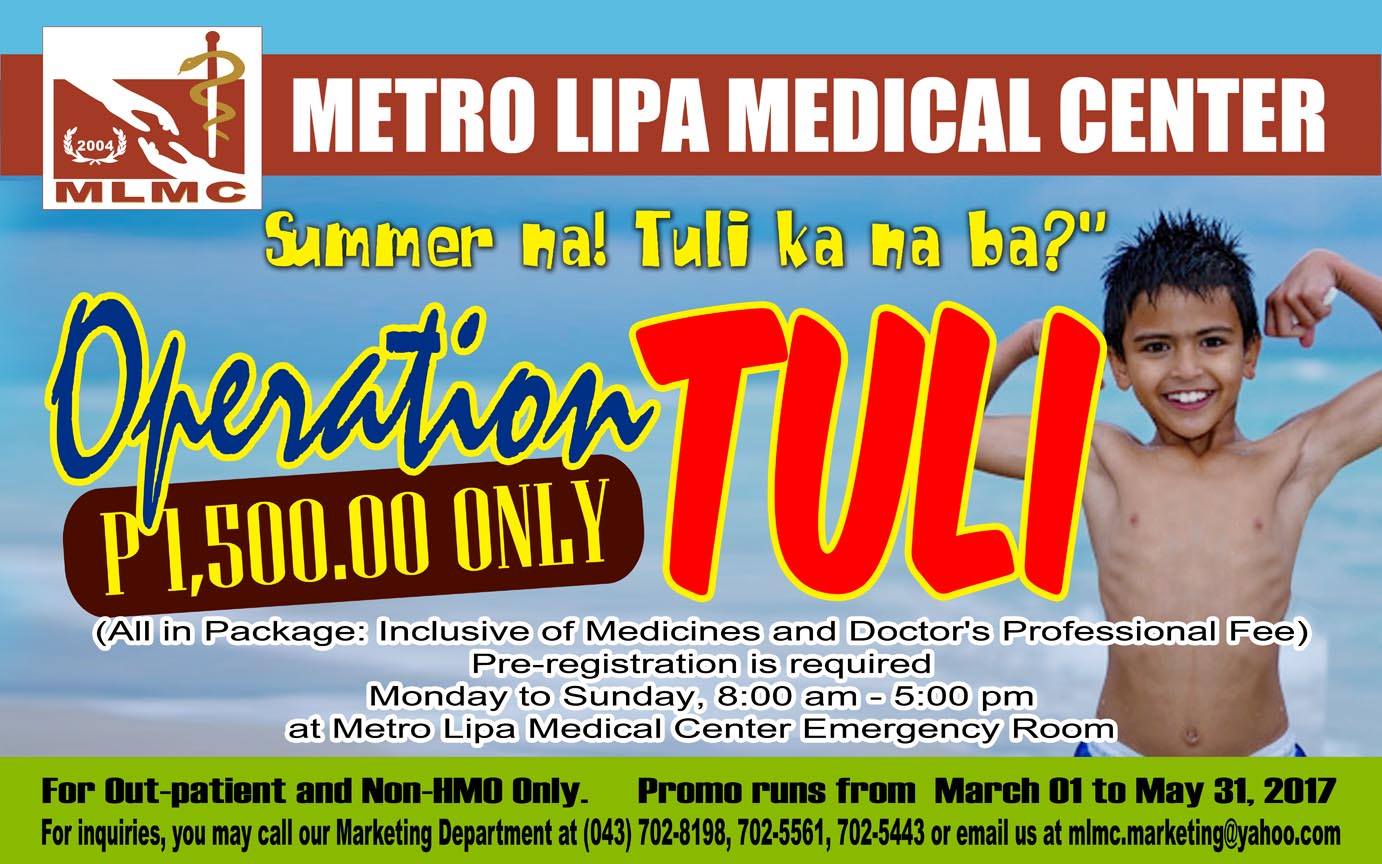 METRO LIPA MEDICAL CENTER
2004
MLMC
Summer na! Tuli ka na ba?"
Operation TULI
P1,500.00 ONLY
(All in Package: Inclusive of Medicines and Doctor's Professional Fee)
Pre-registration is required
Monday to Sunday, 8:00 am - 5:00 pm
at Metro Lipa Medical Center Emergency Room
For Out-patient and Non-HMO Only. Promo runs from March 01 to May 31, 2017
For inquiries, you may call our Marketing Department at (043) 702-8198, 702-5561, 702-5443 or email us at mlmc.marketing@yahoo.com